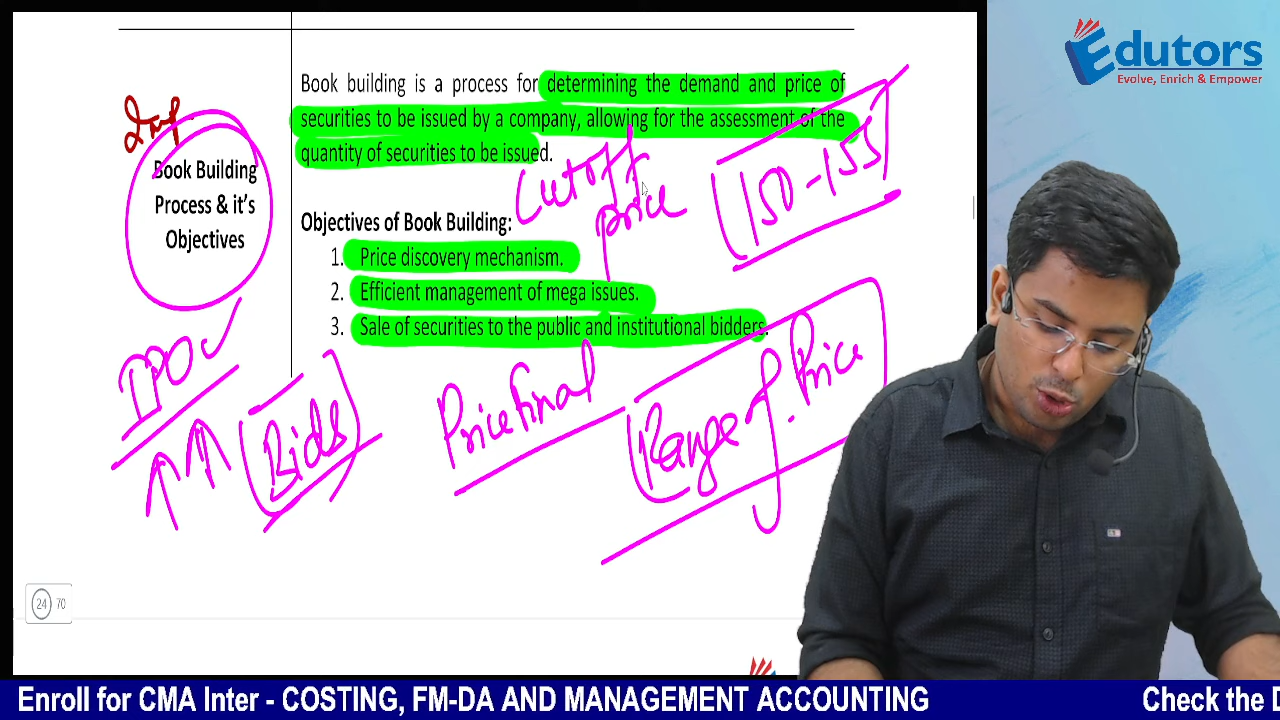 Edutors
Evolve, Enrich & Empower
Book building is a process for determining the demand and price of
securities to be issued by a company, allowing for the assessment of the
quantity of securities to be issued.
Imp
Book Building
Process & it's
Objectives
Cutoff
price
150-155
Objectives of Book Building:
1. Price discovery mechanism.
2. Efficient management of mega issues.
3. Sale of securities to the public and institutional bidders.
IPO
Bids
Price Final
Range of Price
24 70
Enroll for CMA Inter - COSTING, FM-DA AND MANAGEMENT ACCOUNTING
Check the D